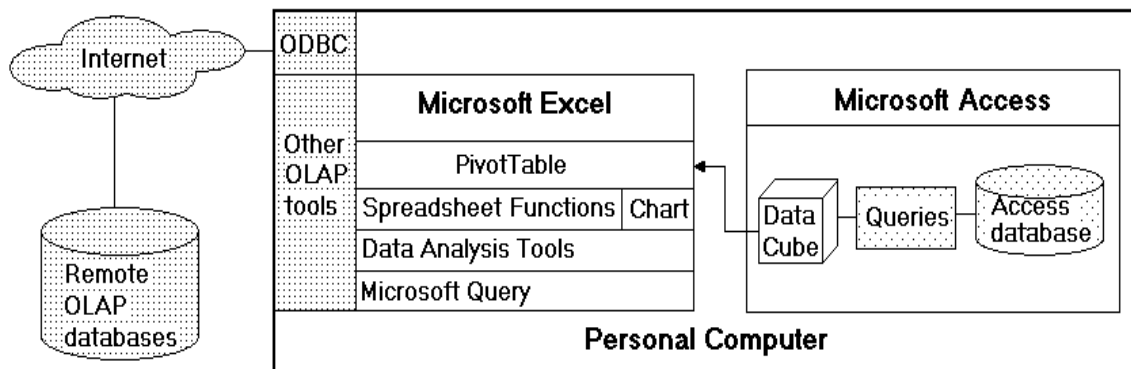 Internet
ODBC
Remote
OLAP
databases
Other
OLAP
tools
Microsoft Excel
PivotTable
Spreadsheet Functions
Chart
Data Analysis Tools
Microsoft Query
Microsoft Access
Data
Cube
Queries
Access
database
Personal Computer